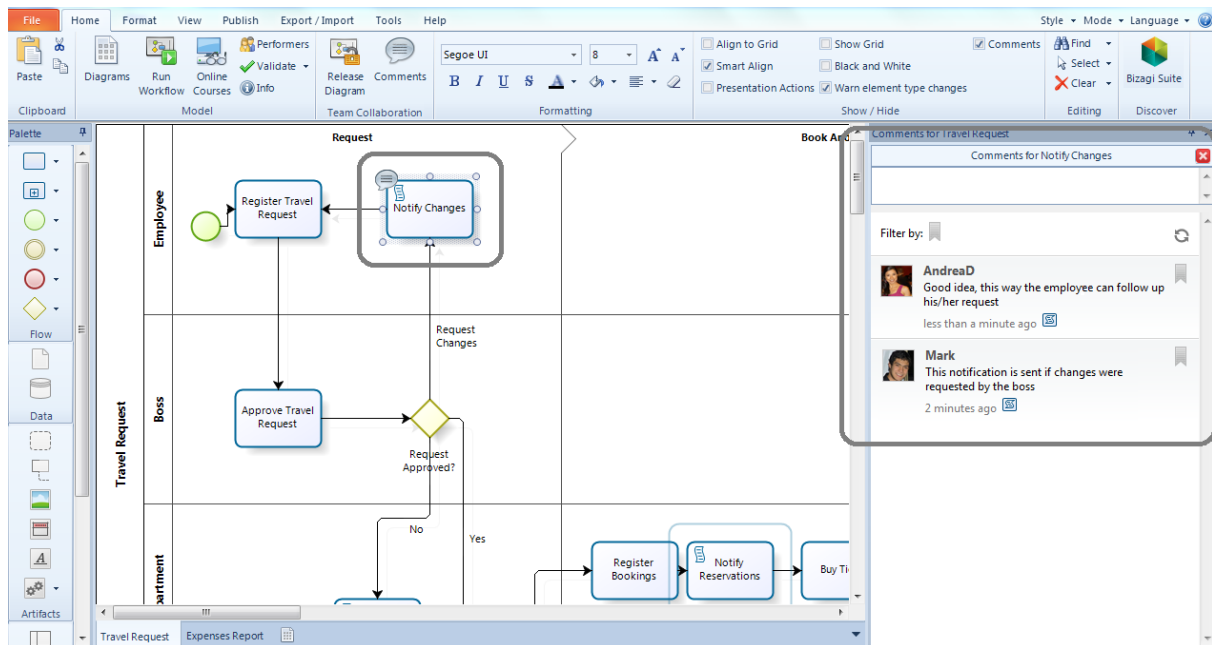 File Home Format View Publish Export / Import Tools Help Style Mode Language
Paste
Clipboard
Diagrams
Run
Workflow
Online
Courses
Performers
Validate
Info
Model
Release
Diagram
Comments
Team Collaboration
Segoe UI 8 A A
B I U S A
Formatting
Align to Grid Show Grid Comments
Smart Align Black and White
Presentation Actions Warn element type changes
Show / Hide
Find
Select
Clear
Editing
Bizagi Suite
Discover
Palette
Flow
Data
A
Artifacts
Request
Travel Request
Employee
Register Travel
Request
Notify Changes
Request
Changes
Boss
Approve Travel
Request
Request
Approved?
No
Yes
Register
Bookings
Notify
Reservations
Travel Request Expenses Report
Comments for Travel Request
Comments for Notify Changes
Filter by:
AndreaD
Good idea, this way the employee can follow up
his/her request
less than a minute ago
Mark
This notification is sent if changes were
requested by the boss
2 minutes ago